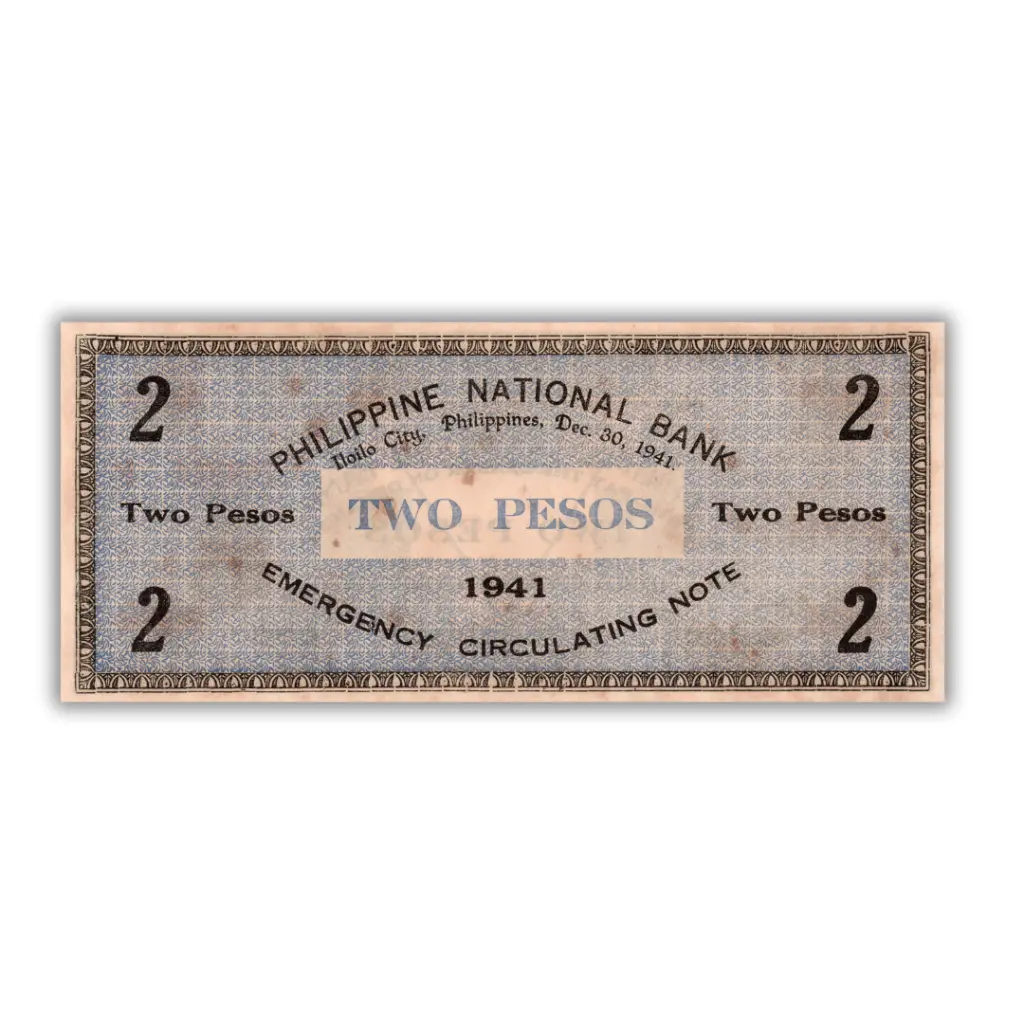 2 2
PHILIPPINE NATIONAL BANK
Iloilo City, Philippines, Dec. 30, 1941.
Two Pesos TWO PESOS Two Pesos
1941
EMERGENCY CIRCULATING NOTE
2 2